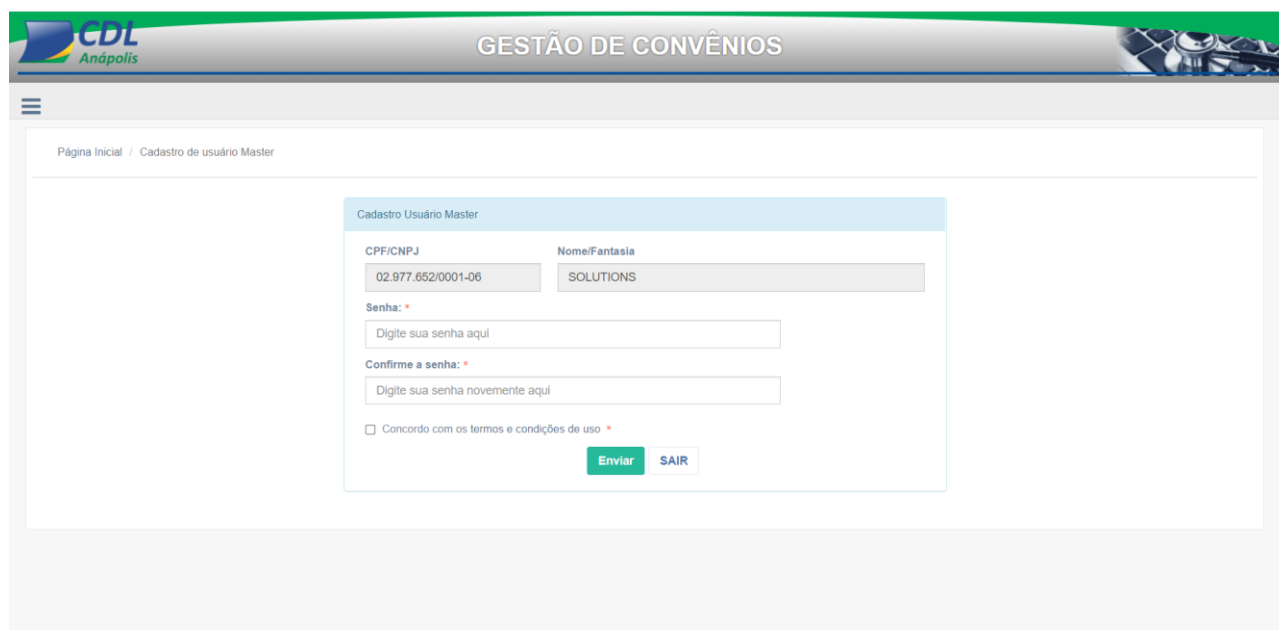 CDL
Anápolis
GESTÃO DE CONVÊNIOS
Página Inicial / Cadastro de usuário Master
Cadastro Usuário Master
CPF/CNPJ Nome/Fantasia
02.977.652/0001-06 SOLUTIONS
Senha: *
Digite sua senha aqui
Confirme a senha: *
Digite sua senha novemente aqui
Concordo com os termos e condições de uso *
Enviar SAIR